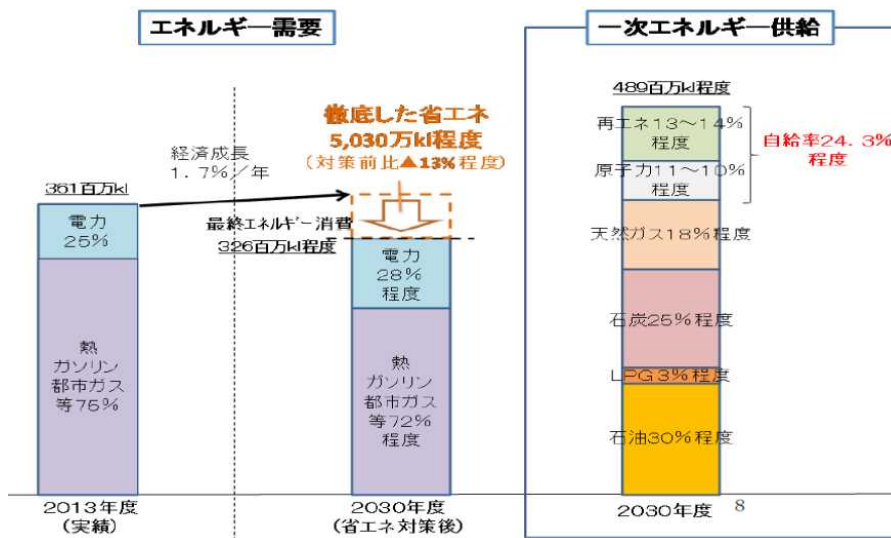 エネルギー需要
一次エネルギー供給
徹底した省エネ
5,030万kl程度
(対策前比▲13%程度)
経済成長
1.7%/年
361百万kl
電力
25%
熱
ガソリン
都市ガス
等75%
2013年度
(実績)
最終エネルギー消費
326百万kl程度
電力
28%
程度
熱
ガソリン
都市ガス
等72%
程度
2030年度
(省エネ対策後)
489百万kl程度
再エネ13～14%
程度
原子力11～10%
程度
天然ガス18%程度
石炭25%程度
LPG3%程度
石油30%程度
2030年度
自給率24.3%
程度
8